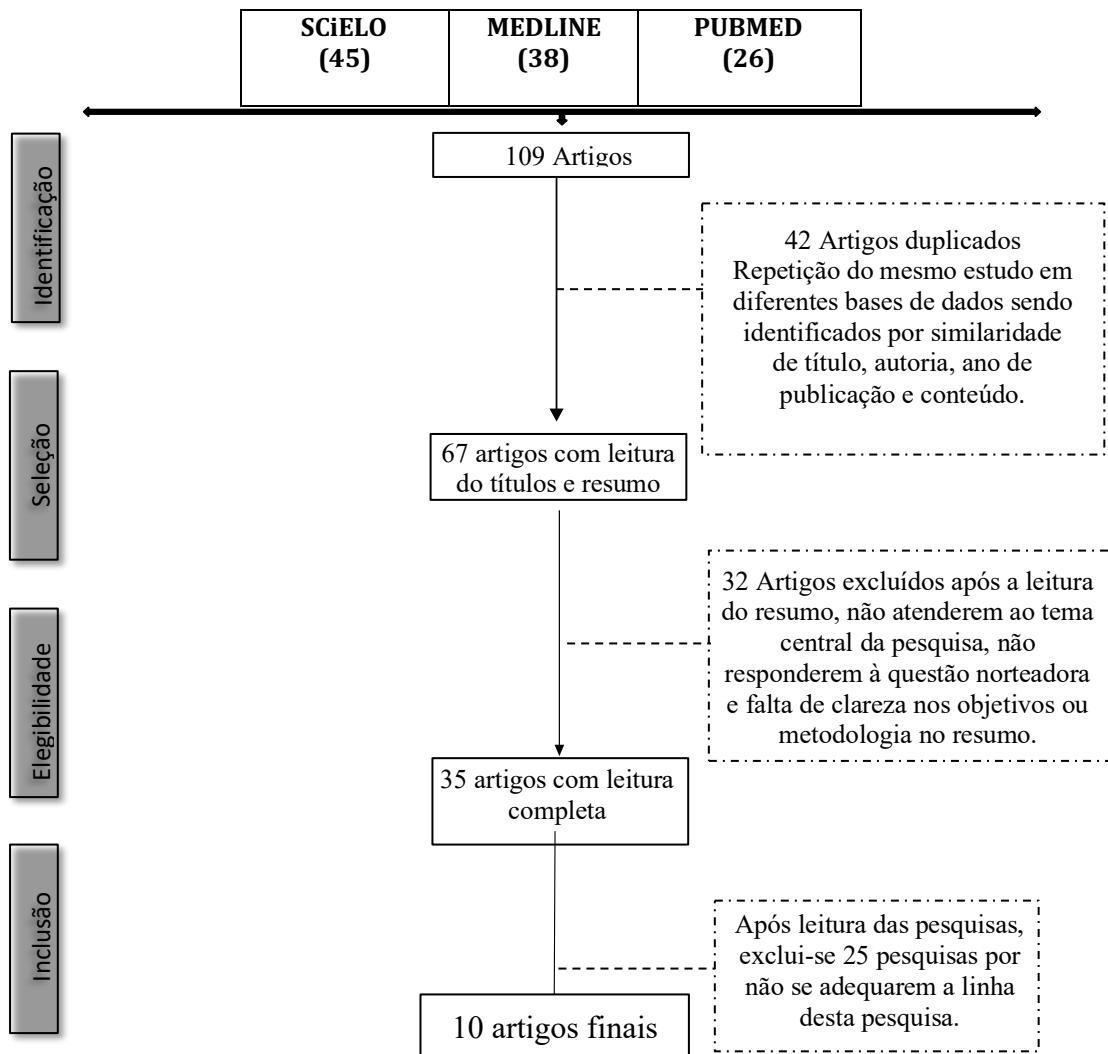 SCiELO
(45)
MEDLINE
(38)
PUBMED
(26)
Identificação
109 Artigos
42 Artigos duplicados
Repetição do mesmo estudo em
diferentes bases de dados sendo
identificados por similaridade
de título, autoria, ano de
publicação e conteúdo.
Seleção
67 artigos com leitura
do títulos e resumo
32 Artigos excluídos após a leitura
do resumo, não atenderem ao tema
central da pesquisa, não
responderem à questão norteadora
e falta de clareza nos objetivos ou
metodologia no resumo.
Elegibilidade
35 artigos com leitura
completa
Inclusão
Após leitura das pesquisas,
exclui-se 25 pesquisas por
não se adequarem a linha
desta pesquisa.
10 artigos finais